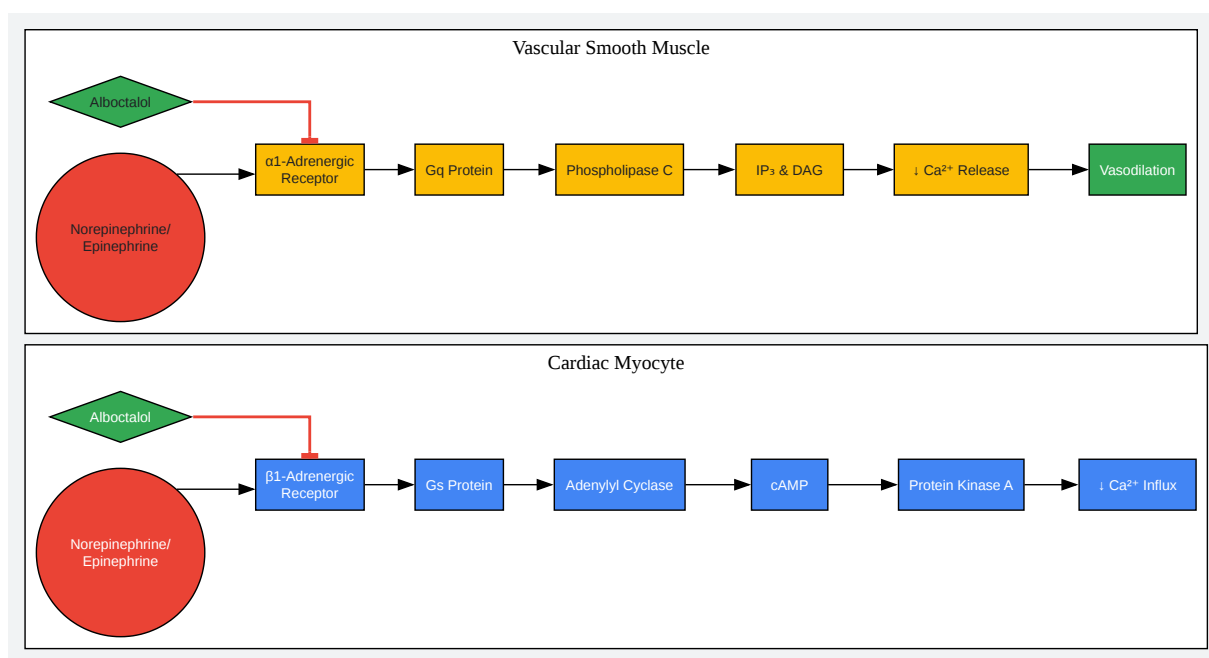 Vascular Smooth Muscle
Alboctalol
α1-Adrenergic
Receptor
Gq Protein
Phospholipase C
IP₃ & DAG
↓ Ca²⁺ Release
Vasodilation
Norepinephrine/
Epinephrine
Cardiac Myocyte
Alboctalol
β1-Adrenergic
Receptor
Gs Protein
Adenylyl Cyclase
cAMP
Protein Kinase A
↓ Ca²⁺ Influx
Norepinephrine/
Epinephrine